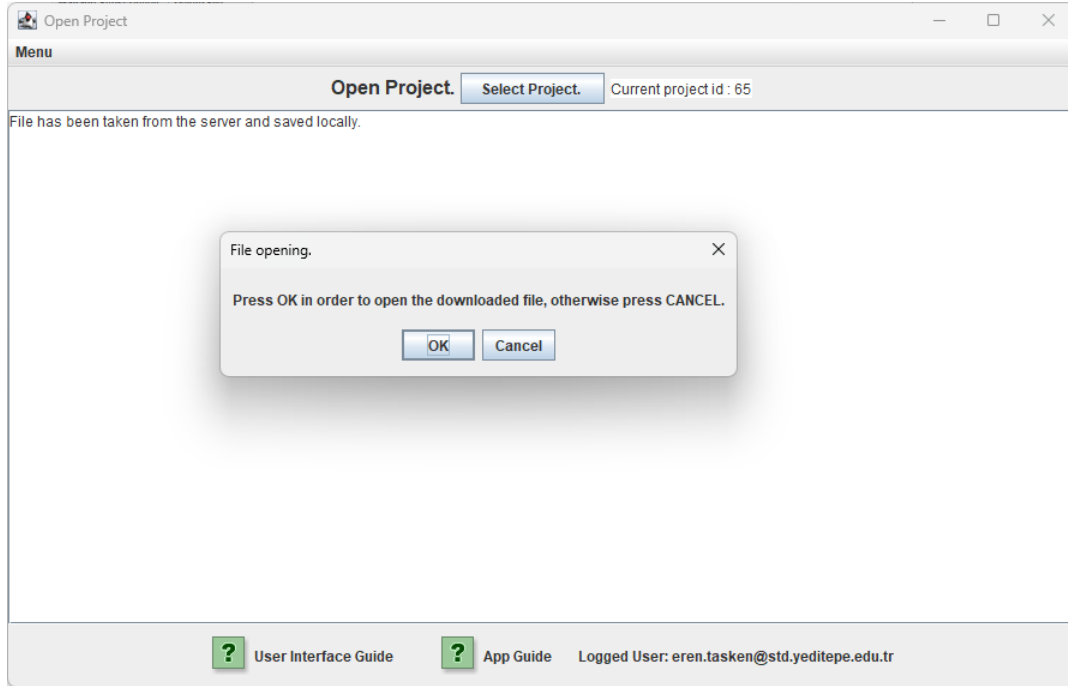 Open Project
Menu
Open Project. Select Project. Current project id : 65
File has been taken from the server and saved locally.
File opening.
Press OK in order to open the downloaded file, otherwise press CANCEL.
OK Cancel
? User Interface Guide ? App Guide Logged User: eren.tasken@std.yeditepe.edu.tr